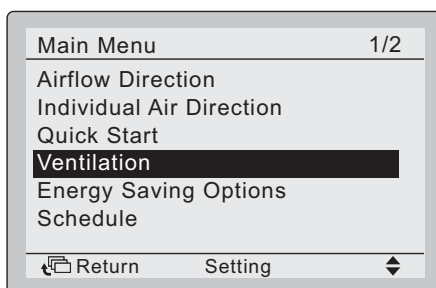 Main Menu 1/2
Airflow Direction
Individual Air Direction
Quick Start
Ventilation
Energy Saving Options
Schedule
Return Setting